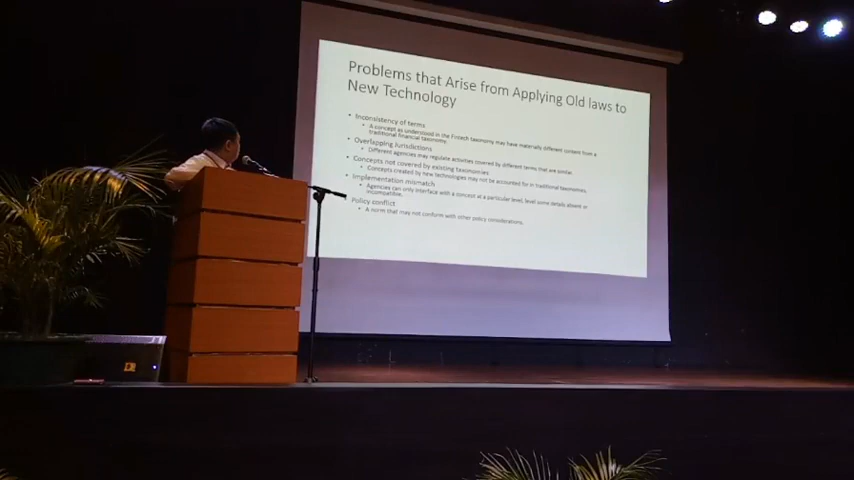 Problems that Arise from Applying Old laws to
New Technology
• Inconsistency of terms
• A concept as understood in the Fintech taxonomy may have materially different content from a
traditional financial taxonomy.
• Overlapping Jurisdictions
• Different agencies may regulate activities covered by different terms that are similar.
• Concepts not covered by existing taxonomies
• Concepts created by new technologies may not be accounted for in traditional taxonomies.
• Implementation mismatch
• Agencies can only interface with a concept at a particular level, level some details absent or
incompatible.
• Policy conflict
• A norm that may not conform with other policy considerations.